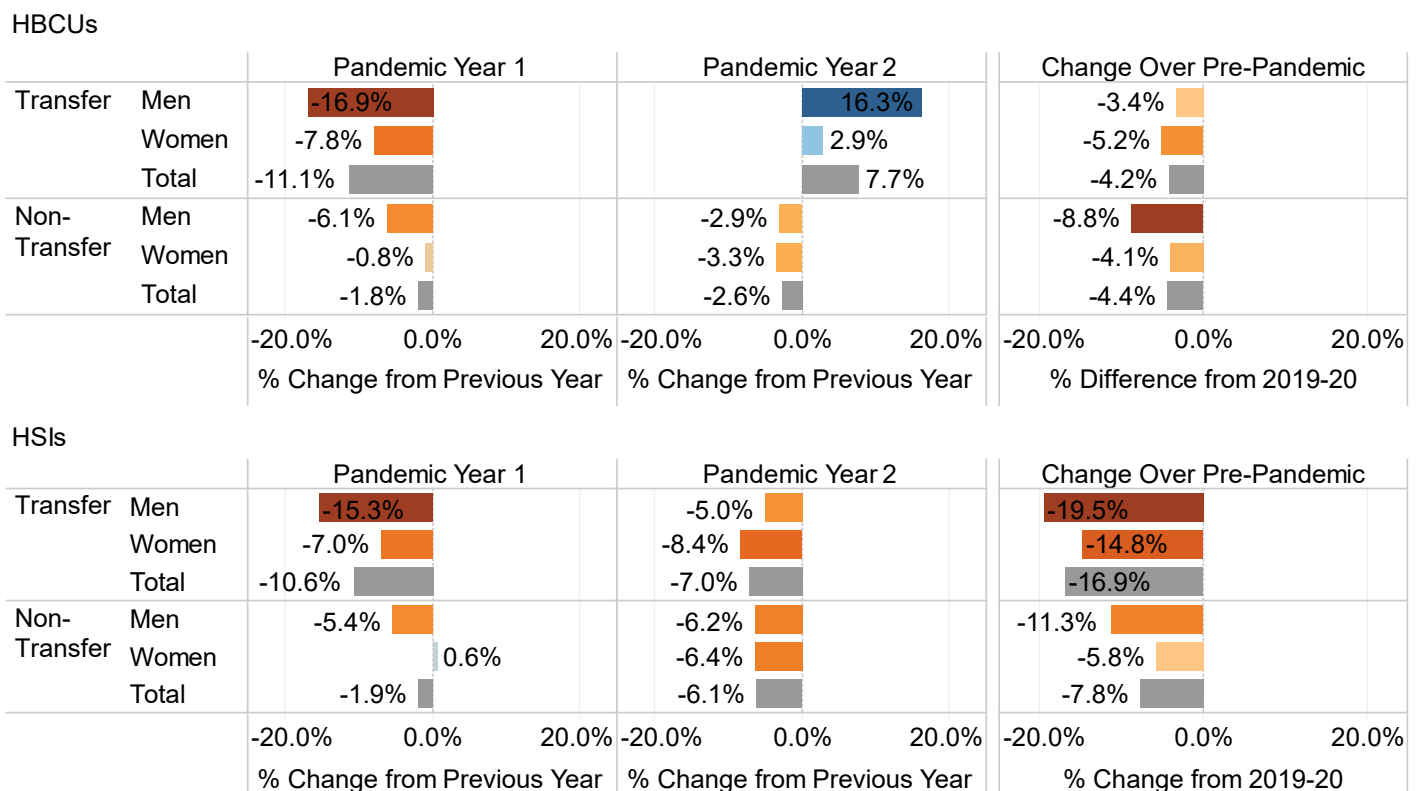 HBCUs
Pandemic Year 1 Pandemic Year 2 Change Over Pre-Pandemic
Transfer Men -16.9% 16.3% -3.4%
Women -7.8% 2.9% -5.2%
Total -11.1% 7.7% -4.2%
Non- Men -6.1% -2.9% -8.8%
Transfer Women -0.8% -3.3% -4.1%
Total -1.8% -2.6% -4.4%
-20.0% 0.0% 20.0% -20.0% 0.0% 20.0% -20.0% 0.0% 20.0%
% Change from Previous Year % Change from Previous Year % Difference from 2019-20
HSIs
Pandemic Year 1 Pandemic Year 2 Change Over Pre-Pandemic
Transfer Men -15.3% -5.0% -19.5%
Women -7.0% -8.4% -14.8%
Total -10.6% -7.0% -16.9%
Non- Men -5.4% -6.2% -11.3%
Transfer Women 0.6% -6.4% -5.8%
Total -1.9% -6.1% -7.8%
-20.0% 0.0% 20.0% -20.0% 0.0% 20.0% -20.0% 0.0% 20.0%
% Change from Previous Year % Change from Previous Year % Change from 2019-20